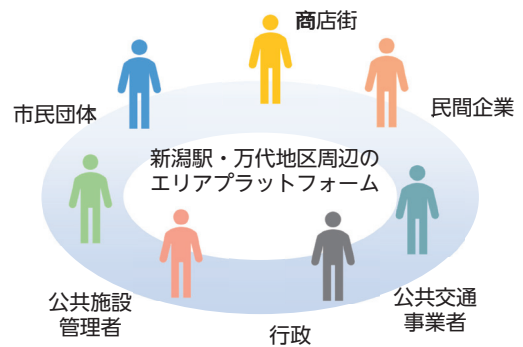 商店街
市民団体
民間企業
新潟駅・万代地区周辺の
エリアプラットフォーム
公共施設
管理者
行政
公共交通
事業者